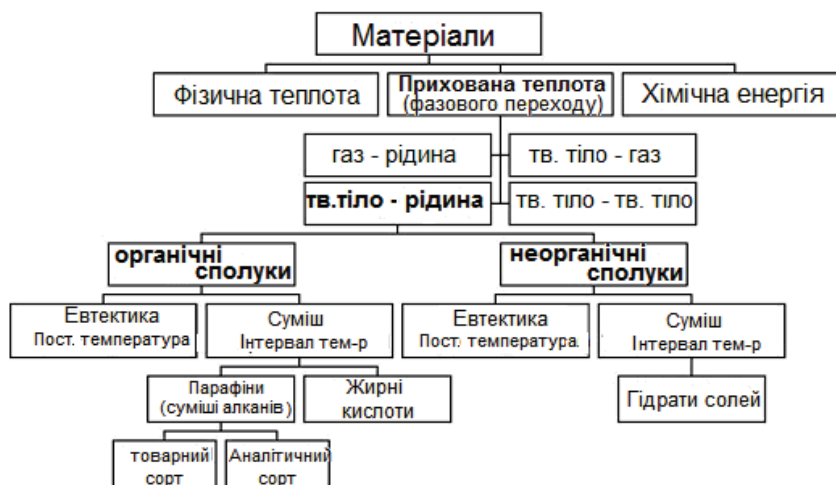 Матеріали
Фізична теплота
Прихована теплота
(фазового переходу)
Хімічна енергія
газ - рідина
тв. тіло - газ
тв.тіло - рідина
тв. тіло - тв. тіло
органічні
сполуки
неорганічні
сполуки
Евтектика
Пост. температура
Суміш
Інтервал тем-р
Евтектика
Пост. температура.
Суміш
Інтервал тем-р
Парафіни
(суміші алканів)
Жирні
кислоти
Гідрати солей
товарний
сорт
Аналітичний
сорт